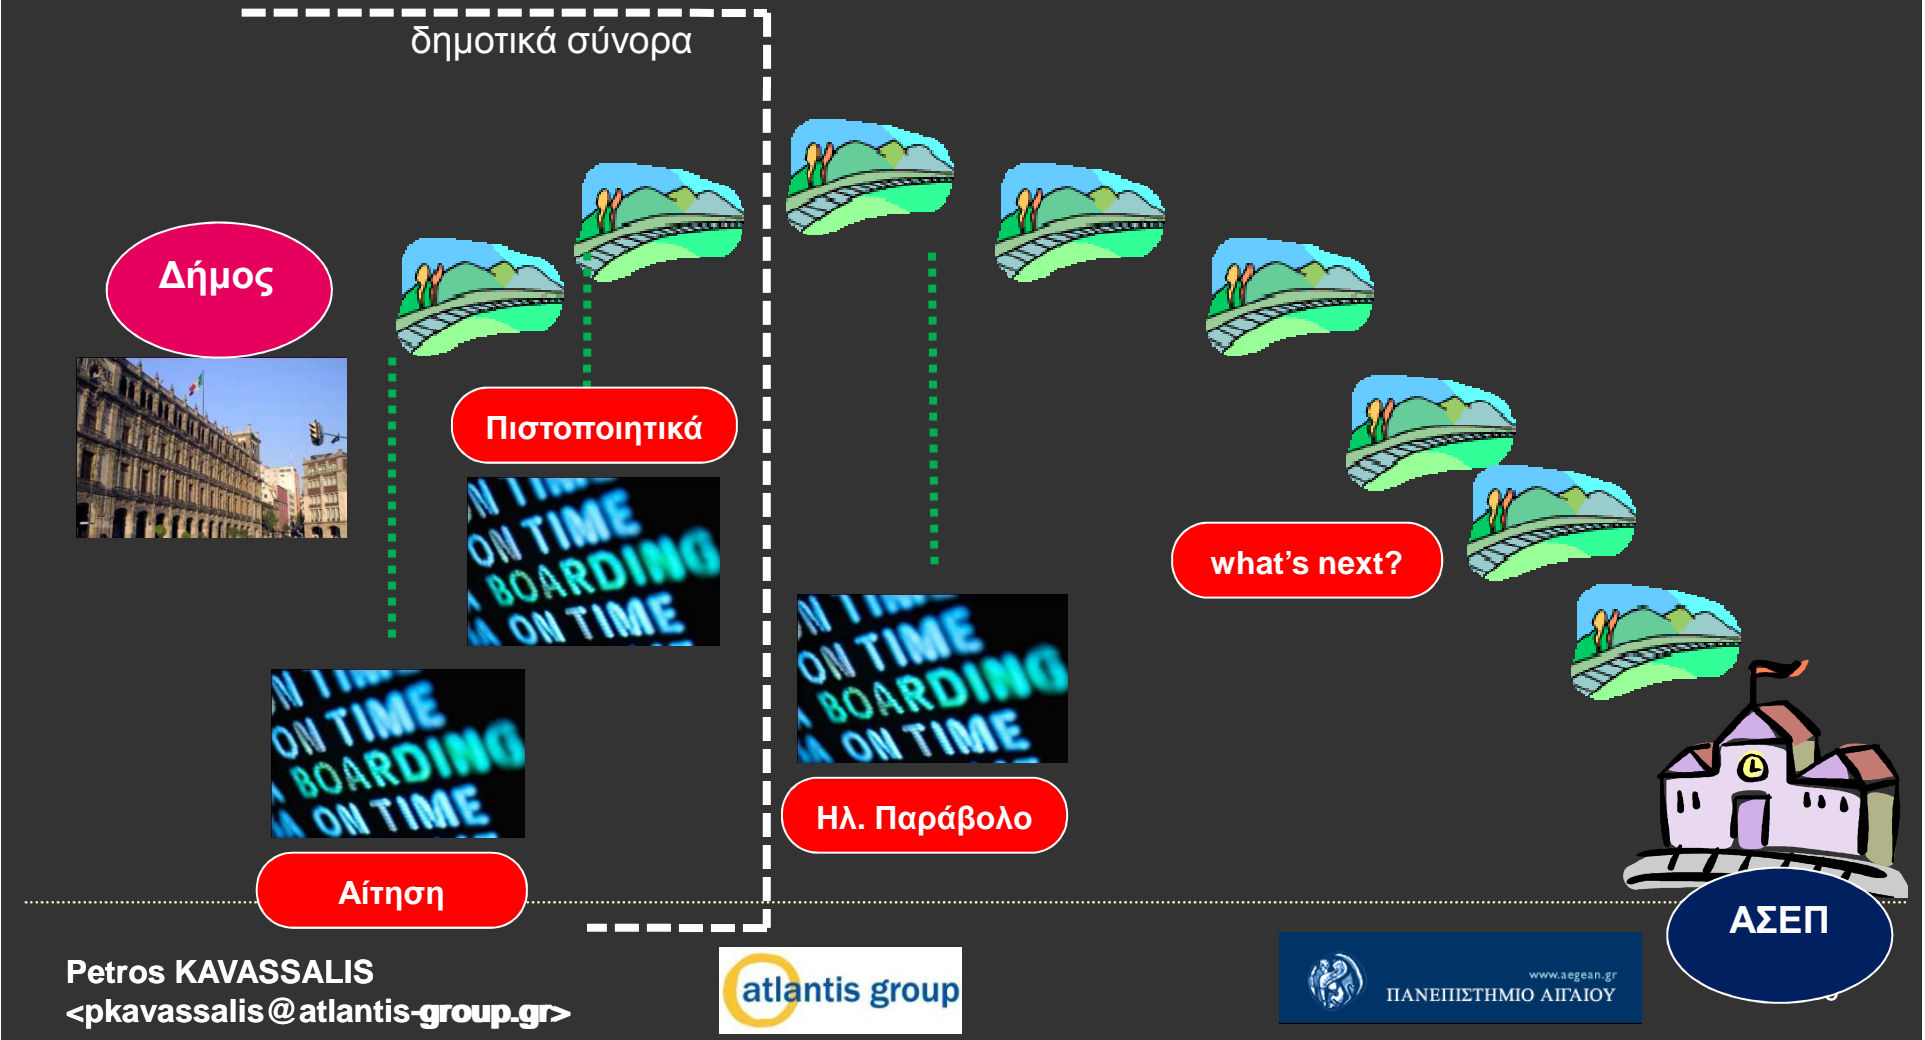 δημοτικά σύνορα
Δήμος
Πιστοποιητικά
ON TIME
BOARDING
ON TIME
what's next?
ON TIME
BOARDING
ON TIME
ON TIME
BOARDING
ON TIME
Ηλ. Παράβολο
Αίτηση
ΑΣΕΠ
Petros KAVASSALIS
<pkavassalis@atlantis-group.gr>
atlantis group
www.aegean.gr
ΠΑΝΕΠΙΣΤΗΜΙΟ ΑΙΓΑΙΟΥ